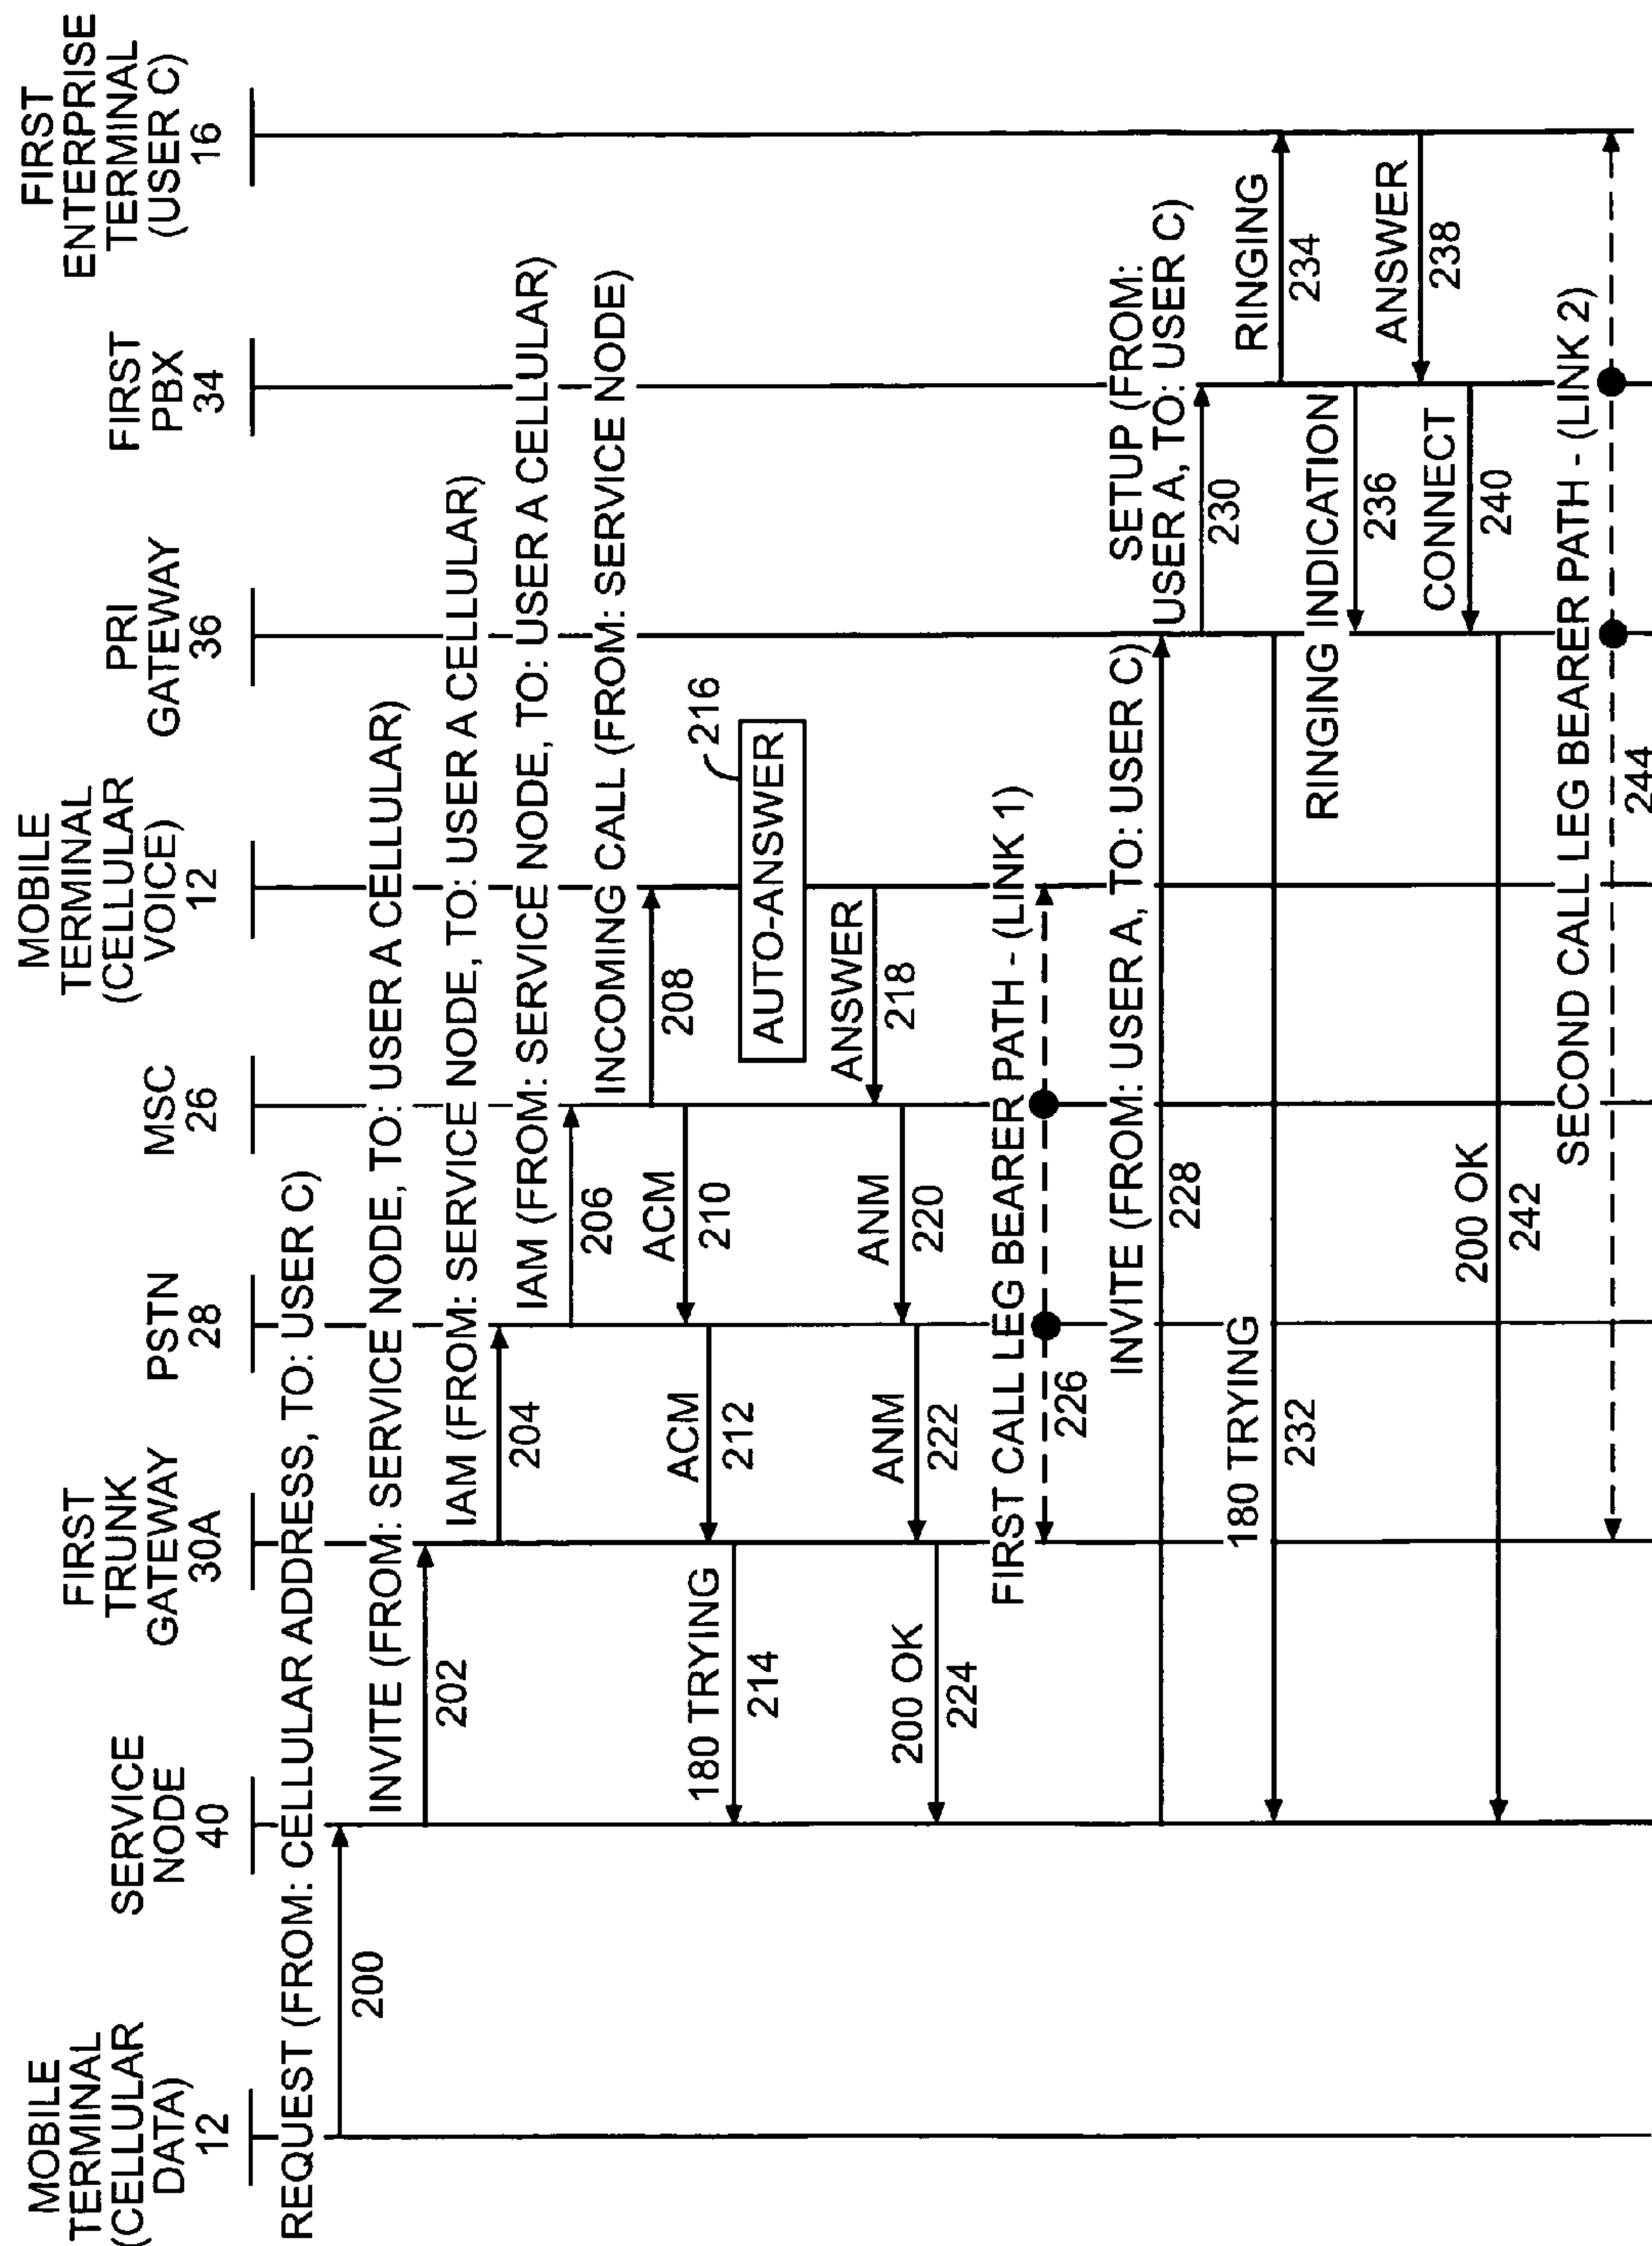 MOBILE
TERMINAL
(CELLULAR
DATA)
12
SERVICE
NODE
40
FIRST
TRUNK
GATEWAY
30A
PSTN
28
MSC
26
MOBILE
TERMINAL
(CELLULAR
VOICE)
12
PRI
GATEWAY
36
FIRST
PBX
34
FIRST
ENTERPRISE
TERMINAL
(USER C)
16
REQUEST (FROM: CELLULAR ADDRESS, TO: USER C)
200
INVITE (FROM: SERVICE NODE, TO: USER A CELLULAR)
202
IAM (FROM: SERVICE NODE, TO: USER A CELLULAR)
204
IAM (FROM: SERVICE NODE, TO: USER A CELLULAR)
206
INCOMING CALL (FROM: SERVICE NODE)
208
ACM
210
ACM
212
180 TRYING
214
AUTO-ANSWER
216
ANSWER
218
ANM
220
ANM
222
200 OK
224
FIRST CALL LEG BEARER PATH - (LINK 1)
226
INVITE (FROM: USER A, TO: USER C)
228
SETUP (FROM:
USER A, TO: USER C)
230
180 TRYING
232
RINGING
234
RINGING INDICATION
236
ANSWER
238
CONNECT
240
200 OK
242
SECOND CALL LEG BEARER PATH - (LINK 2)
244